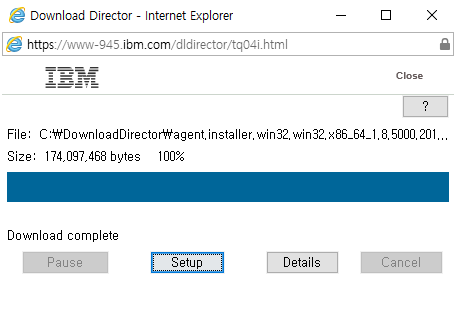 Download Director - Internet Explorer
https://www-945.ibm.com/dldirector/tq04i.html
IBM
Close
?
File: C:₩DownloadDirector₩agent.installer.win32.win32.x86_64_1.8.5000.201...
Size: 174,097,468 bytes 100%
Download complete
Pause Setup Details Cancel